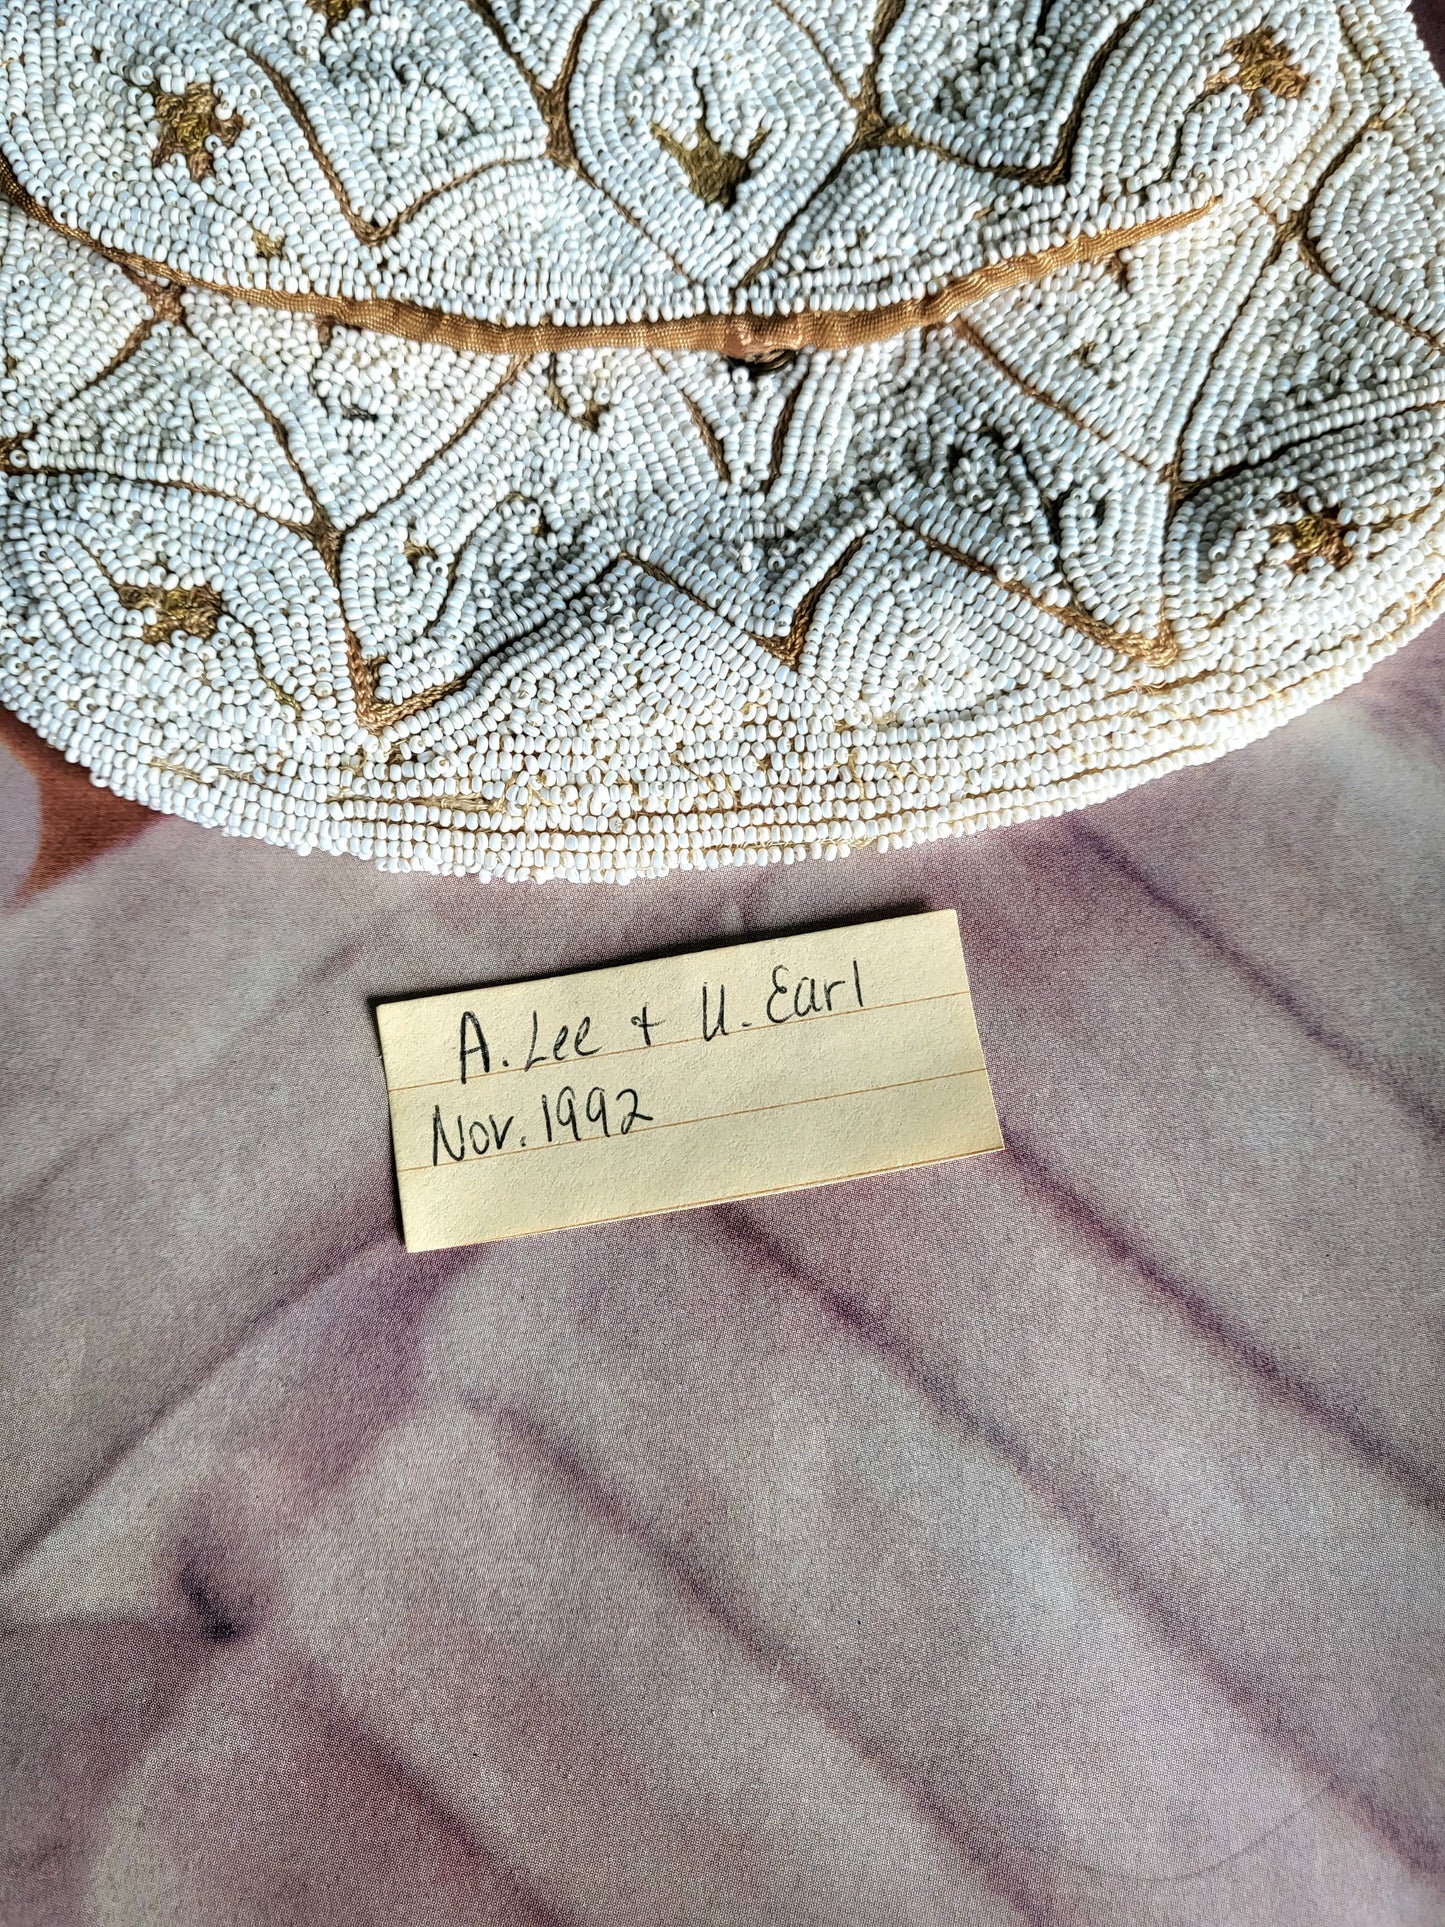 A. Lee + U. Earl
Nov. 1992